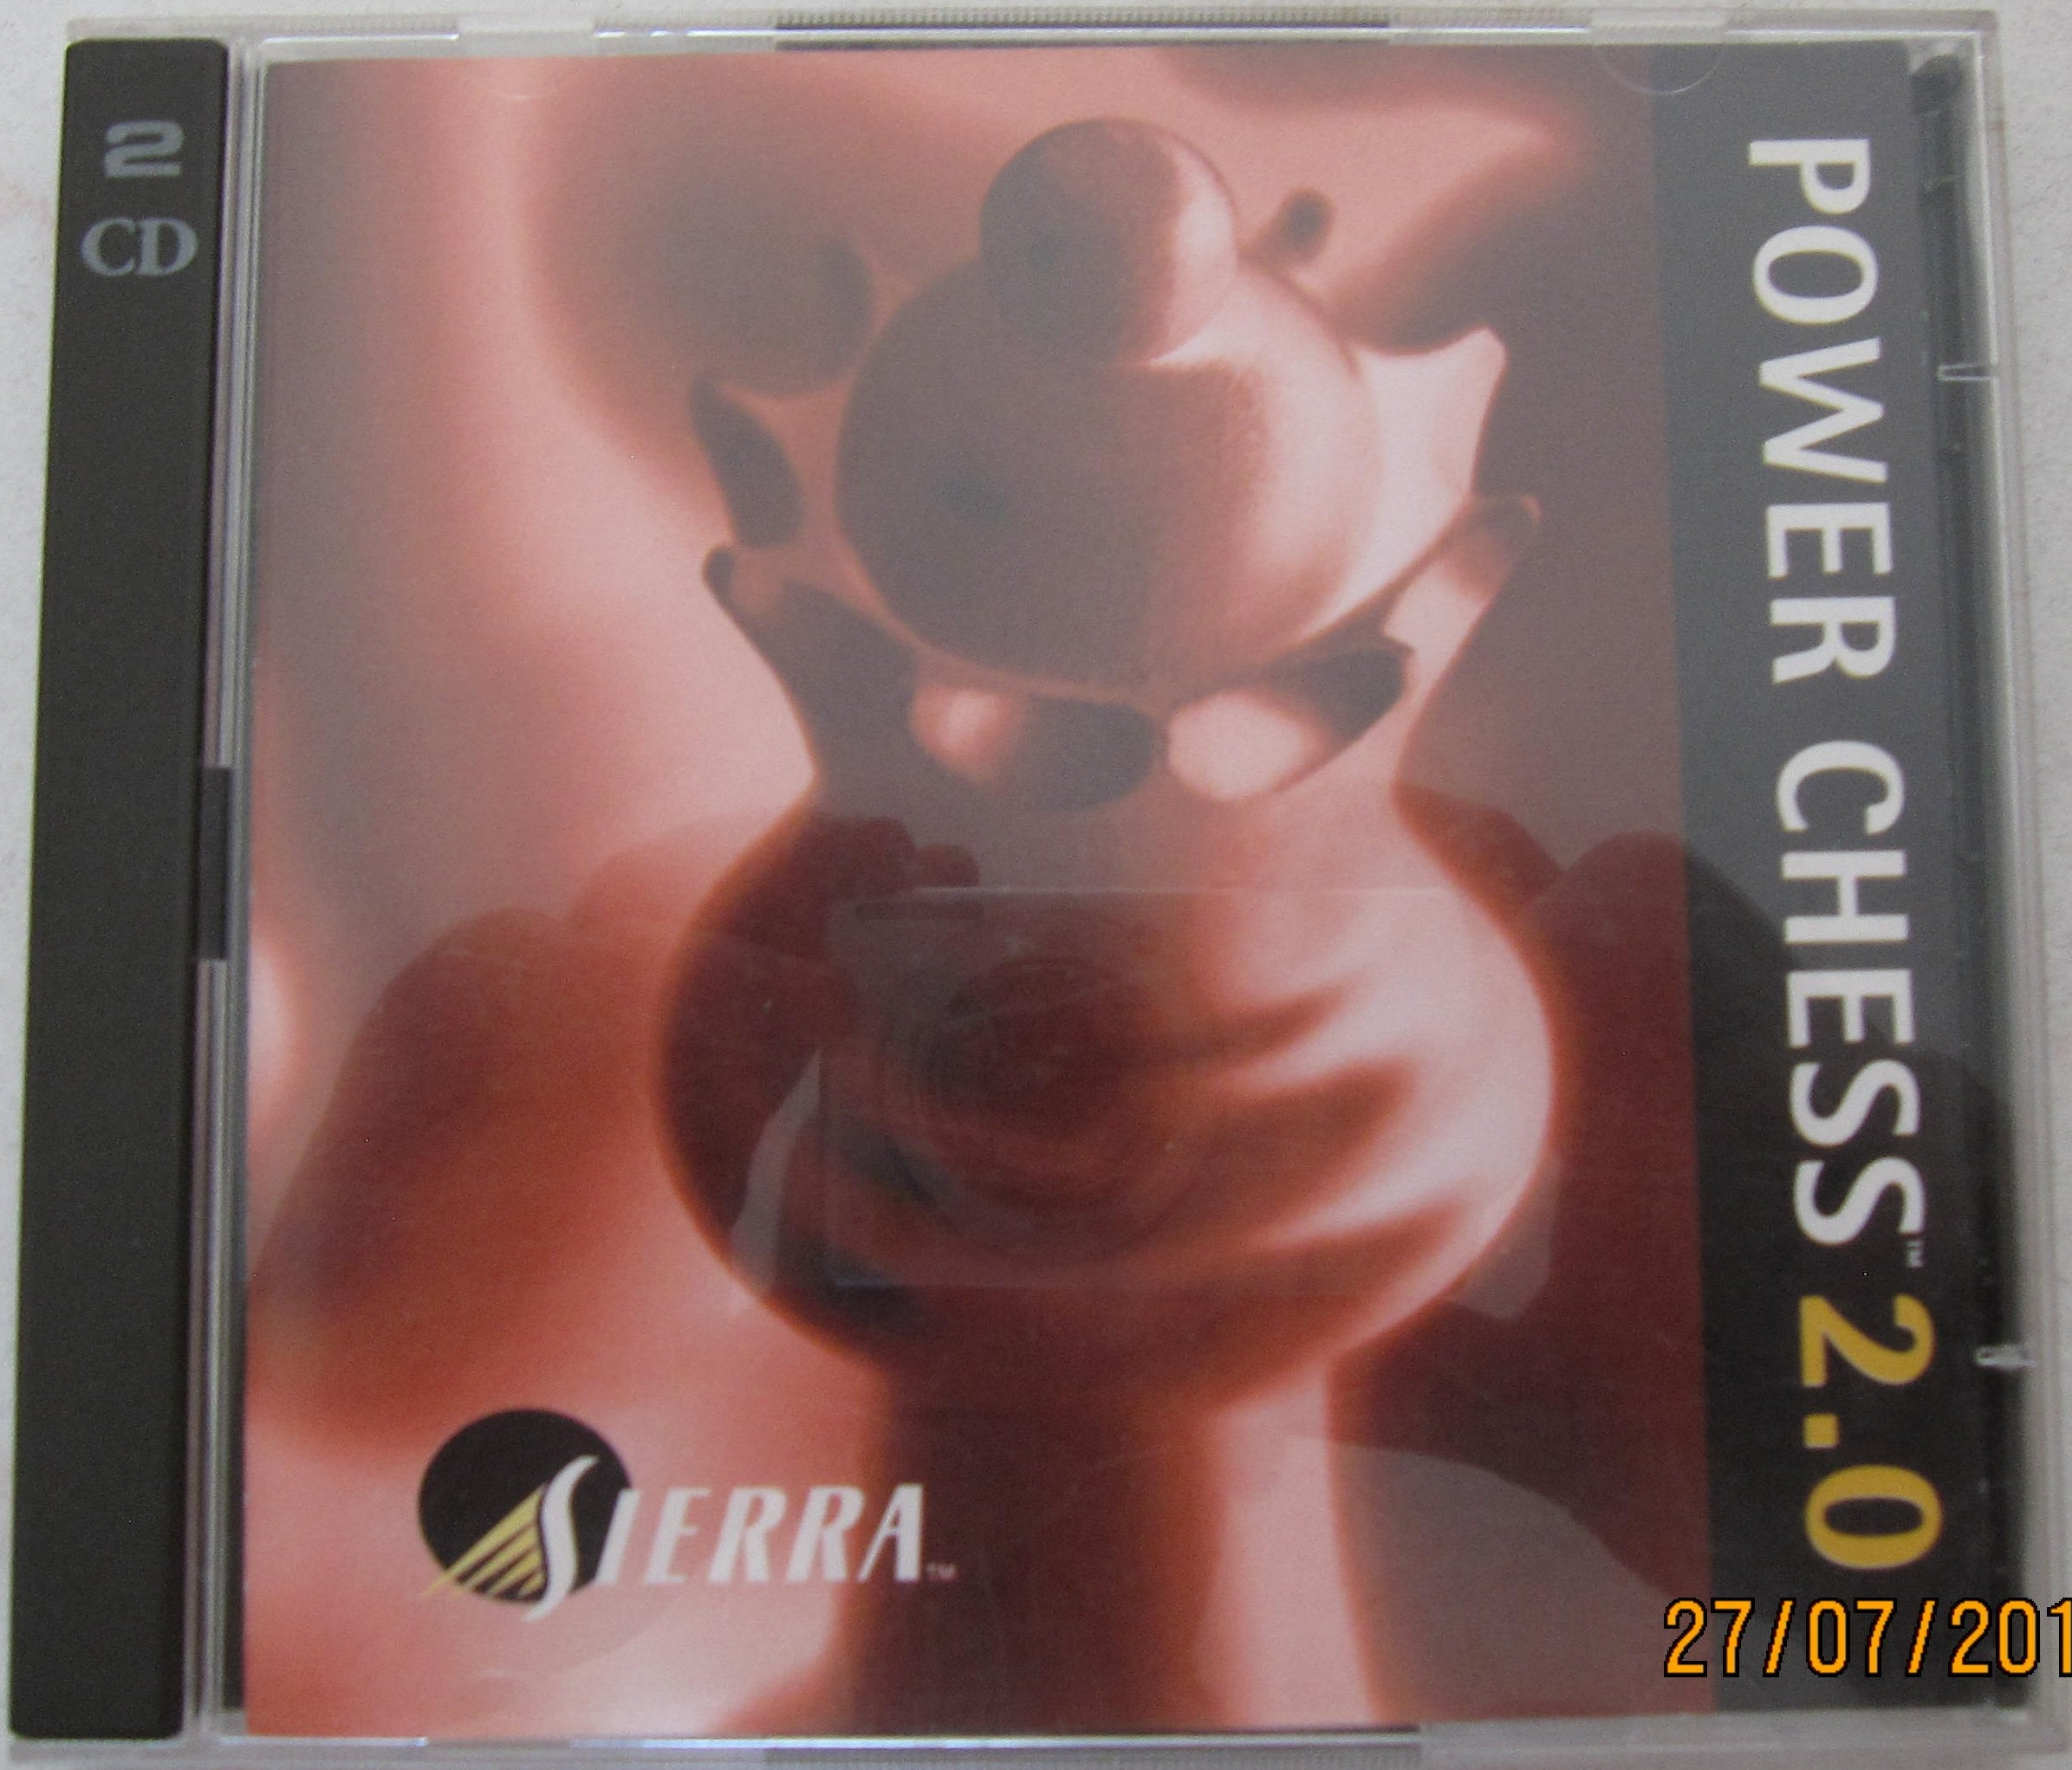 2
CD
POWER CHESS™ 2.0
SIERRA™
27/07/201